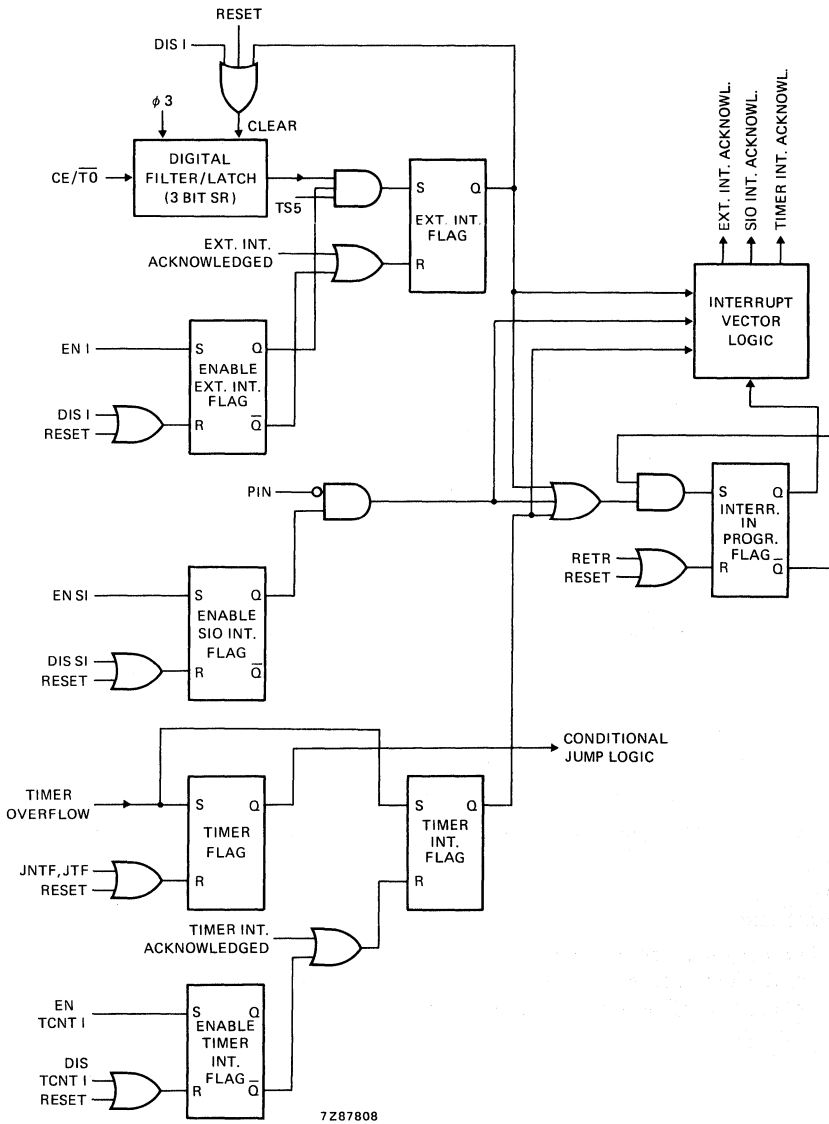 RESET
DIS I
ϕ 3
CLEAR
DIGITAL
FILTER/LATCH
(3 BIT SR)
CE/T̅0̅
TS5
S
Q
EXT. INT.
FLAG
R
EXT. INT.
ACKNOWLEDGED
EXT. INT. ACKNOWL.
SIO INT. ACKNOWL.
TIMER INT. ACKNOWL.
INTERRUPT
VECTOR
LOGIC
EN I
S
Q
ENABLE
EXT. INT.
FLAG
R
Q̅
DIS I
RESET
PIN
S
Q
INTERR.
IN
PROGR.
FLAG
R
Q̅
RETR
RESET
EN SI
S
Q
ENABLE
SIO INT.
FLAG
R
Q̅
DIS SI
RESET
CONDITIONAL
JUMP LOGIC
TIMER
OVERFLOW
S
Q
TIMER
FLAG
R
JNTF, JTF
RESET
S
Q
TIMER
INT.
FLAG
R
TIMER INT.
ACKNOWLEDGED
EN
TCNT I
S
Q
ENABLE
TIMER
INT.
FLAG
R
Q̅
DIS
TCNT I
RESET
7Z87808